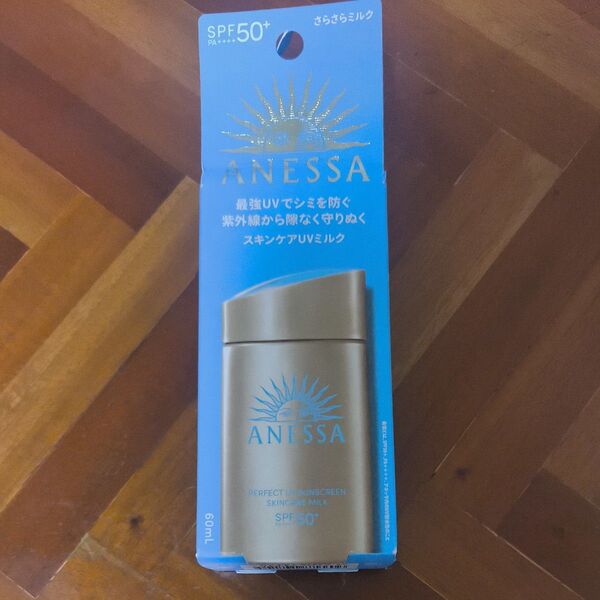 SPF50+
PA++++
さらさらミルク
ANESSA
最強UVでシミを防ぐ
紫外線から隙なく守りぬく
スキンケアUVミルク
ANESSA
PERFECT UV SUNSCREEN
SKINCARE MILK
SPF50+
PA++++
60mL